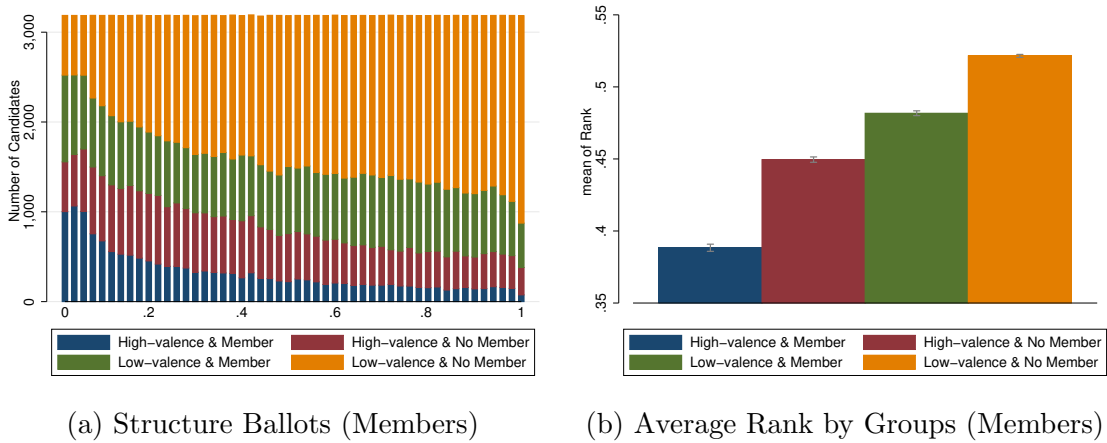 Number of Candidates
3,000
2,000
1,000
0
0 .2 .4 .6 .8 1
High-valence & Member High-valence & No Member
Low-valence & Member Low-valence & No Member
(a) Structure Ballots (Members)
mean of Rank
.55
.5
.45
.4
.35
High-valence & Member High-valence & No Member
Low-valence & Member Low-valence & No Member
(b) Average Rank by Groups (Members)